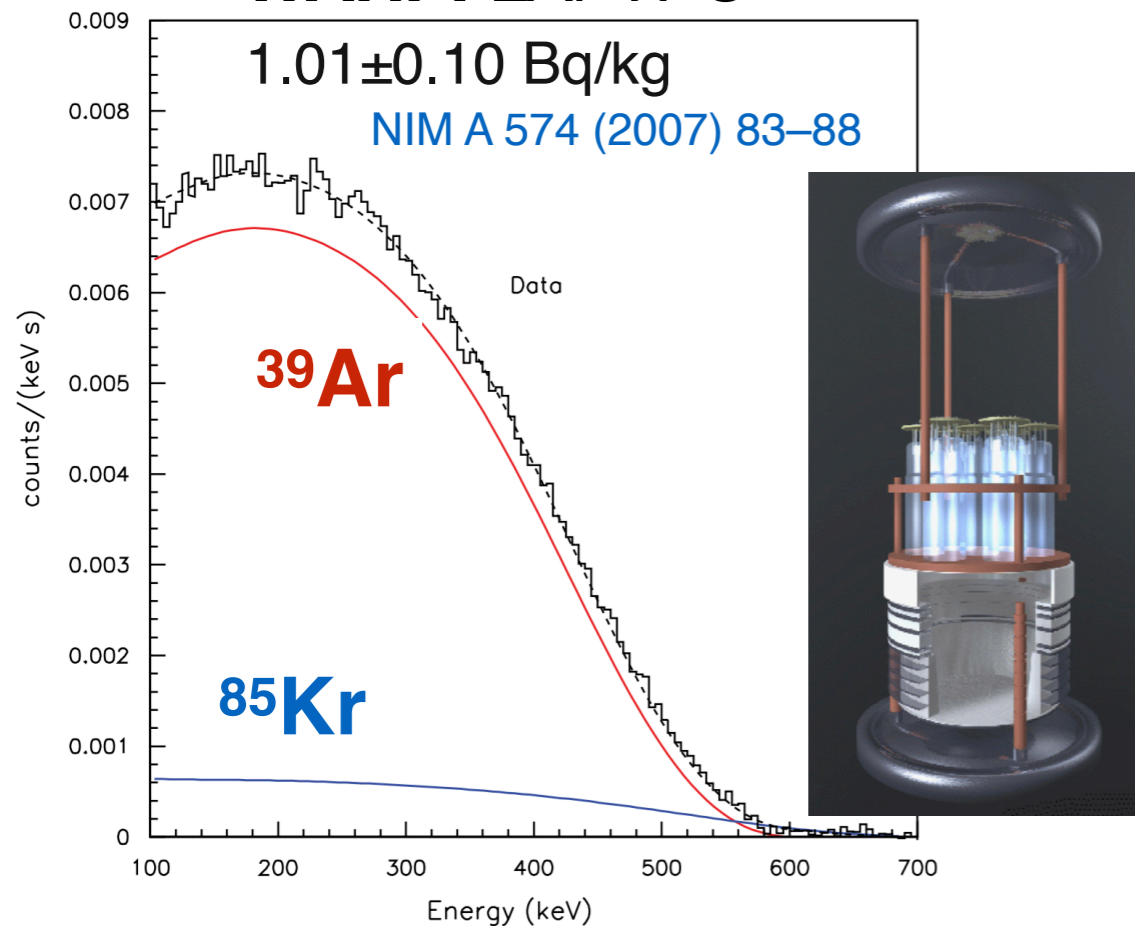 1.01±0.10 Bq/kg
NIM A 574 (2007) 83–88
0.009
0.008
0.007
0.006
0.005
0.004
0.003
0.002
0.001
0
counts/(keV s)
Data
³⁹Ar
⁸⁵Kr
100 200 300 400 500 600 700
Energy (keV)